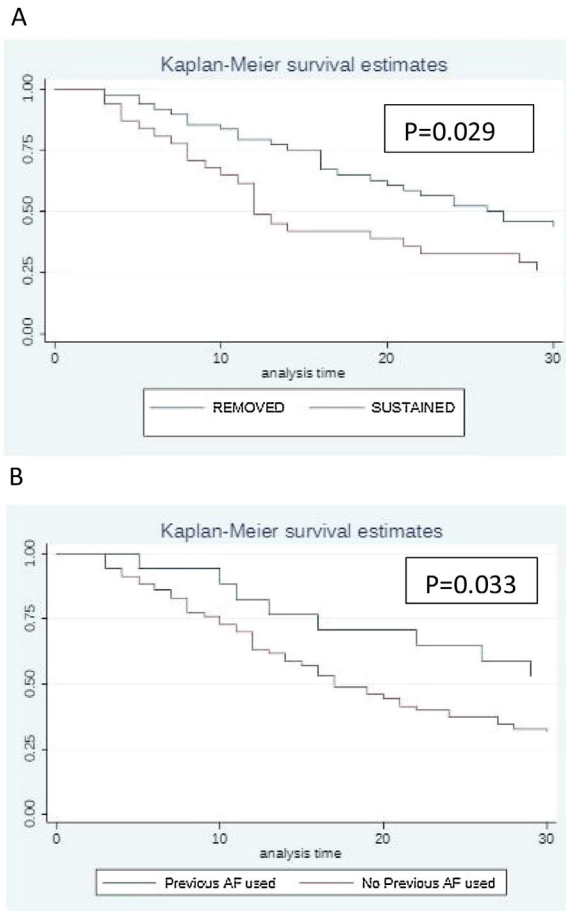 A
Kaplan-Meier survival estimates
P=0.029
1.00
0.75
0.50
0.25
0.00
0 10 20 30
analysis time
REMOVED SUSTAINED
B
Kaplan-Meier survival estimates
P=0.033
1.00
0.75
0.50
0.25
0.00
0 10 20 30
analysis time
Previous AF used No Previous AF used